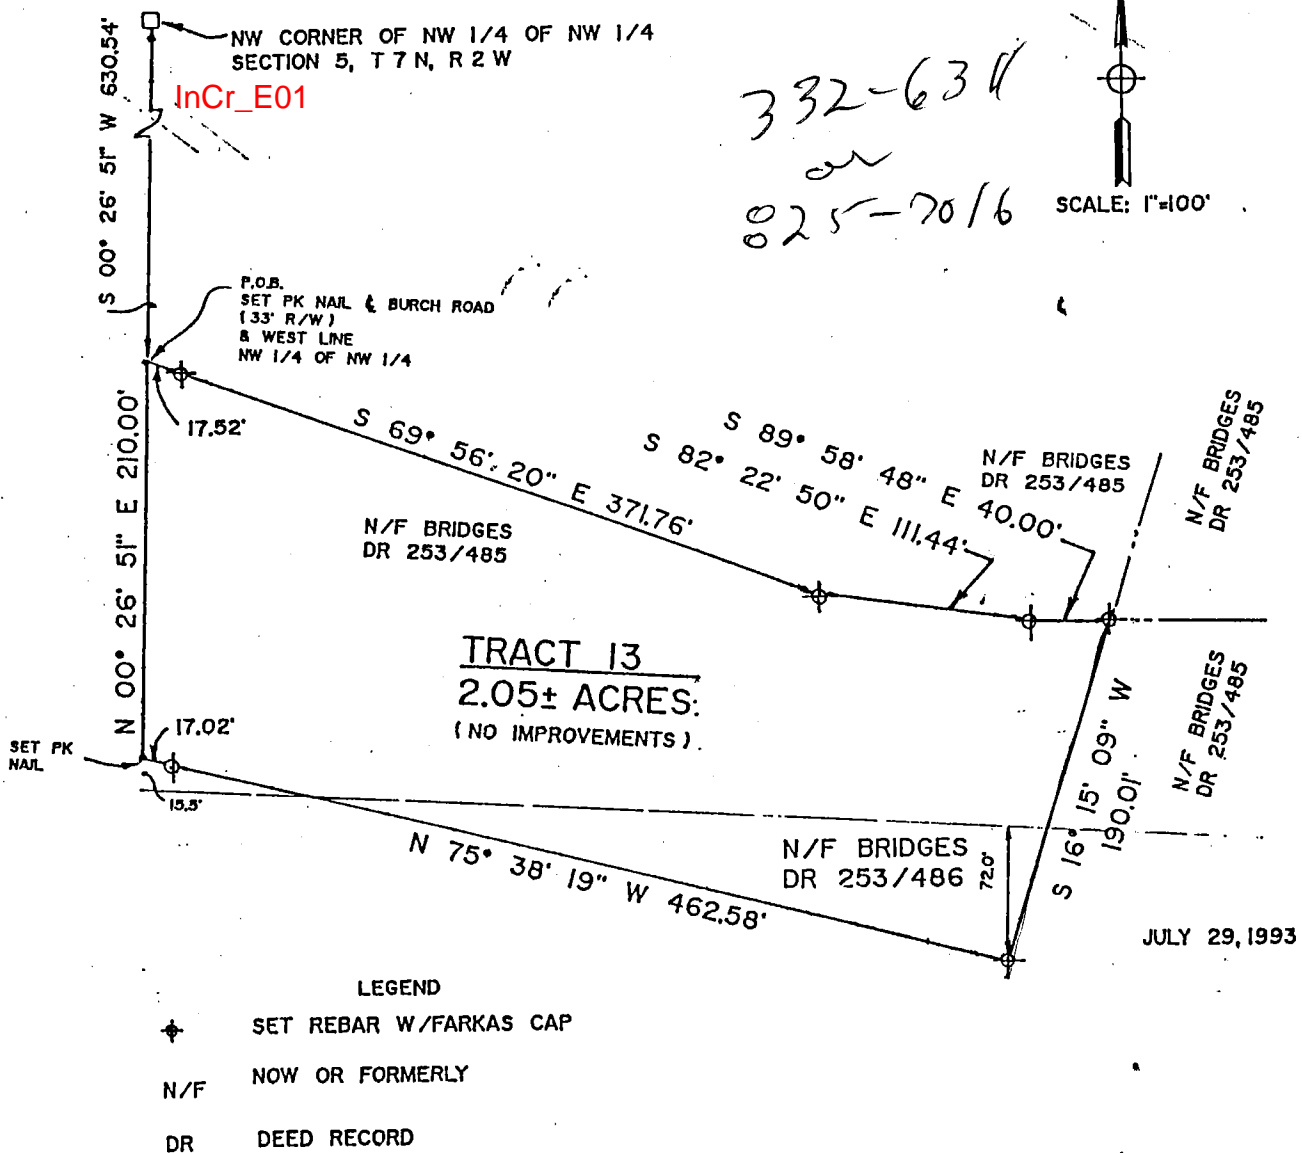 NW CORNER OF NW 1/4 OF NW 1/4
SECTION 5, T 7 N, R 2 W
InCr_E01
S 00° 26' 51" W 630.54'
332-6311
or
825-7016
SCALE: 1"=100'
P.O.B.
SET PK NAIL ℄ BURCH ROAD
(33' R/W)
& WEST LINE
NW 1/4 OF NW 1/4
17.52'
S 69° 56' 20" E 371.76'
S 82° 22' 50" E 111.44'
S 89° 58' 48" E 40.00'
N/F BRIDGES
DR 253/485
N/F BRIDGES
DR 253/485
N/F BRIDGES
DR 253/485
N 00° 26' 51" E 210.00'
TRACT 13
2.05± ACRES:
(NO IMPROVEMENTS)
N/F BRIDGES
DR 253/485
S 16° 15' 09" W
190.01'
SET PK
NAIL
17.02'
15.5'
N 75° 38' 19" W 462.58'
N/F BRIDGES
DR 253/486
72.0'
JULY 29, 1993
LEGEND
SET REBAR W/FARKAS CAP
N/F NOW OR FORMERLY
DR DEED RECORD